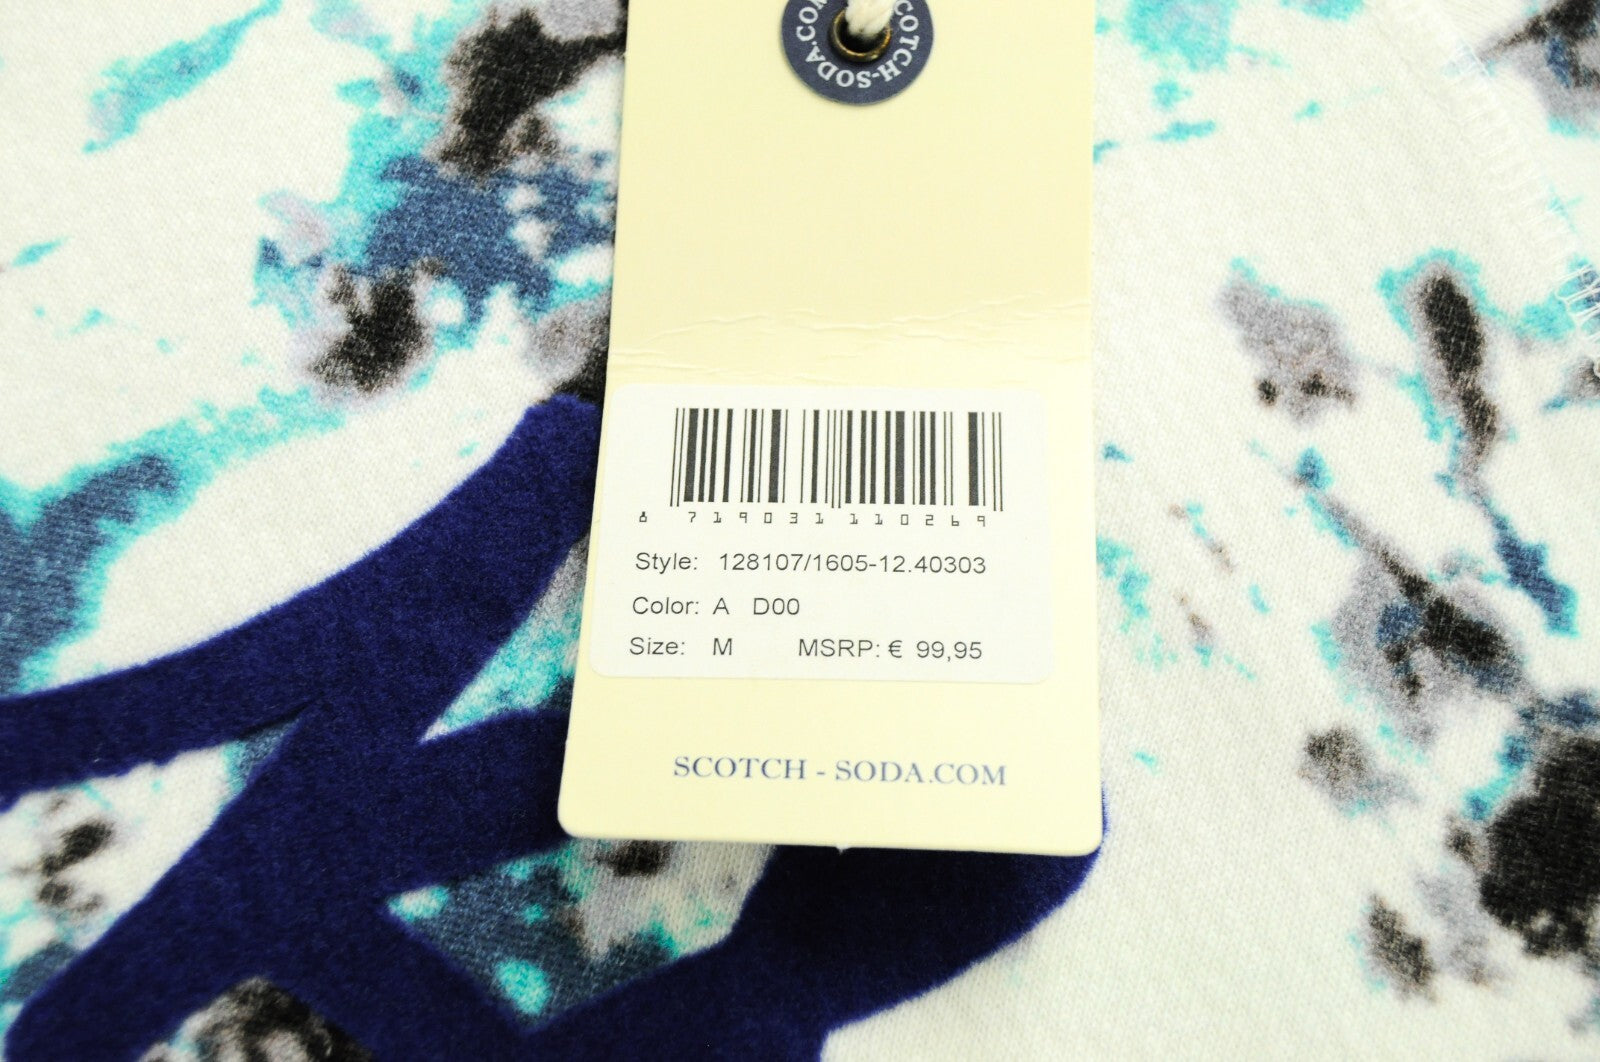 SCOTCH-SODA.COM
8 719031 110269
Style: 128107/1605-12.40303
Color: A D00
Size: M MSRP: € 99,95
SCOTCH - SODA.COM